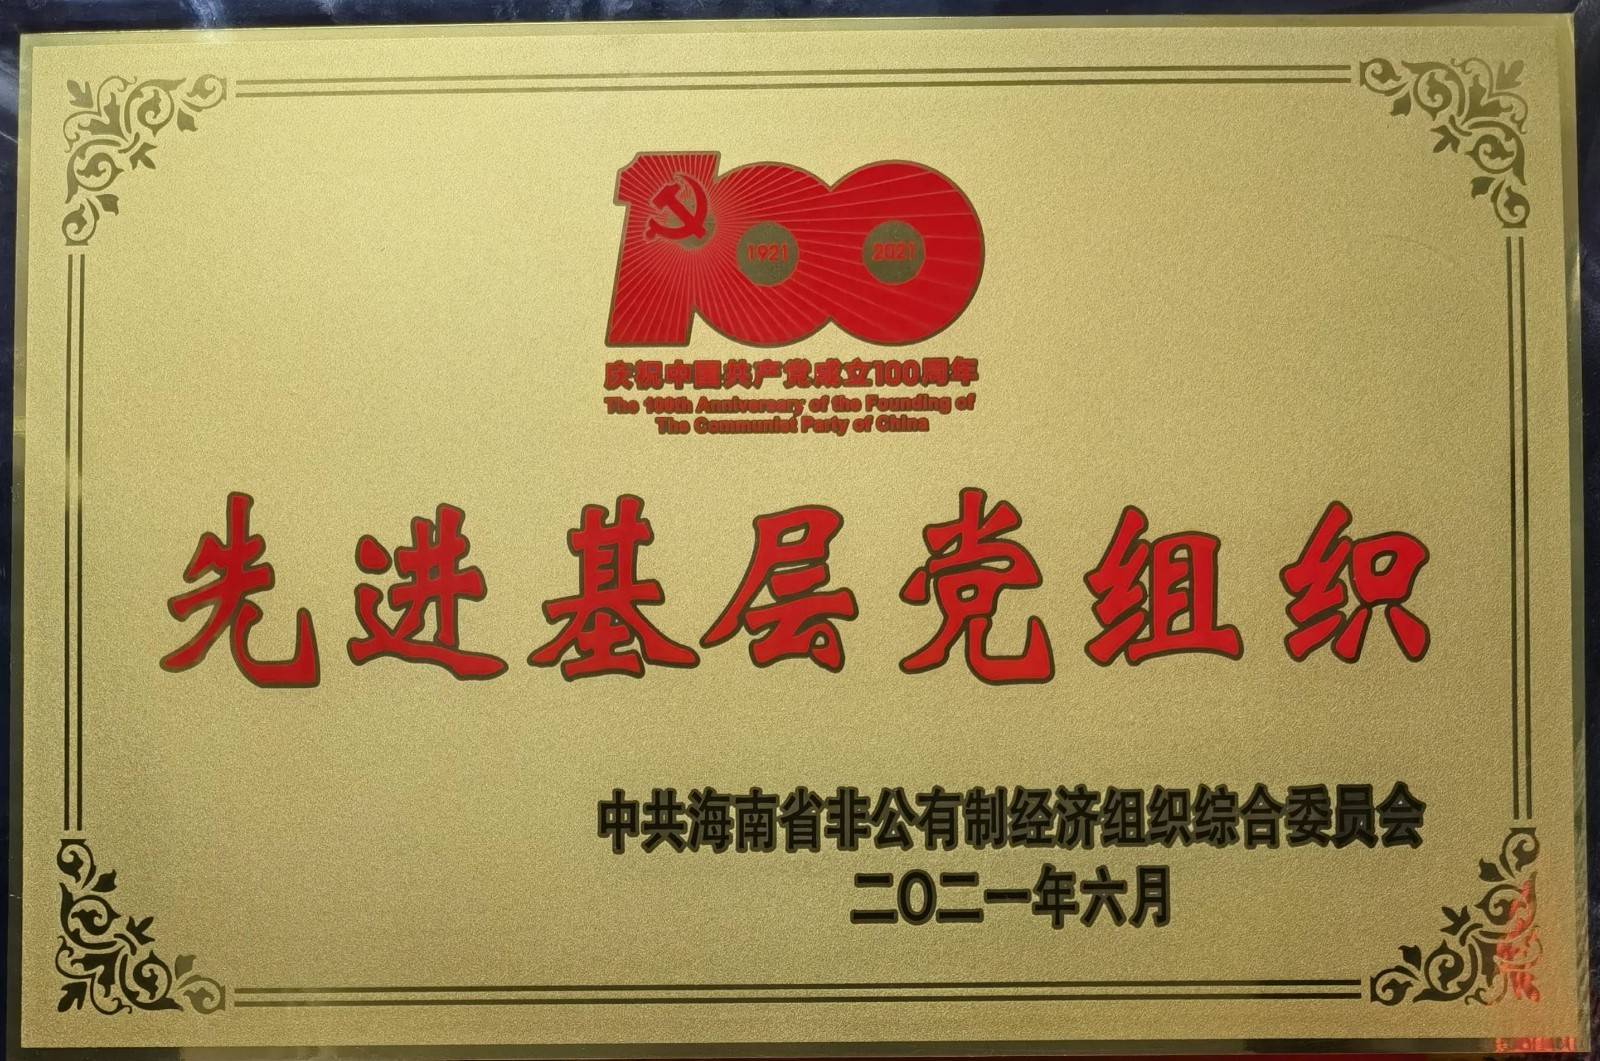 100
1921 2021
庆祝中国共产党成立100周年
The 100th Anniversary of the Founding of
The Communist Party of China
先进基层党组织
中共海南省非公有制经济组织综合委员会
二〇二一年六月